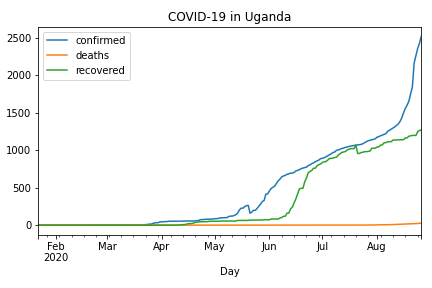 COVID-19 in Uganda
confirmed
deaths
recovered
2500
2000
1500
1000
500
0
Feb Mar Apr May Jun Jul Aug
2020
Day